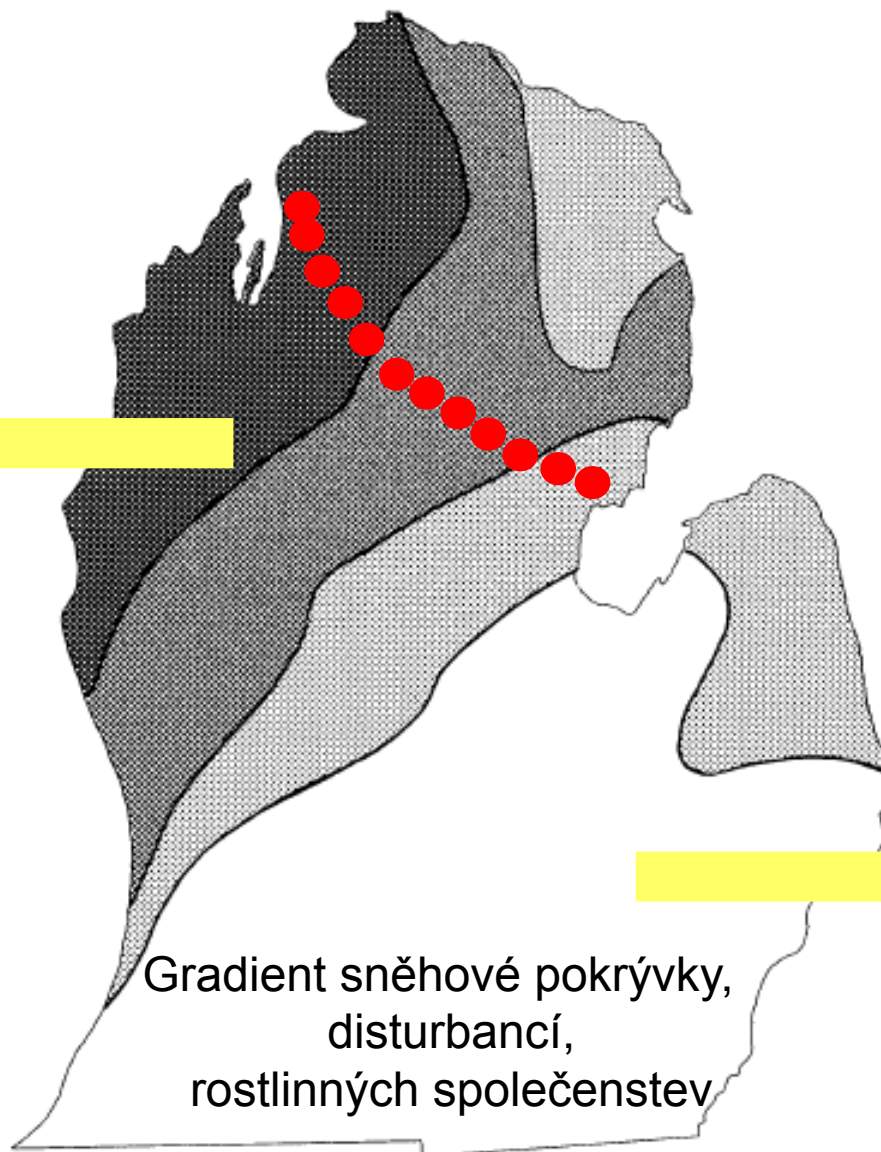 Gradient sněhové pokrývky,
disturbancí,
rostlinných společenstev